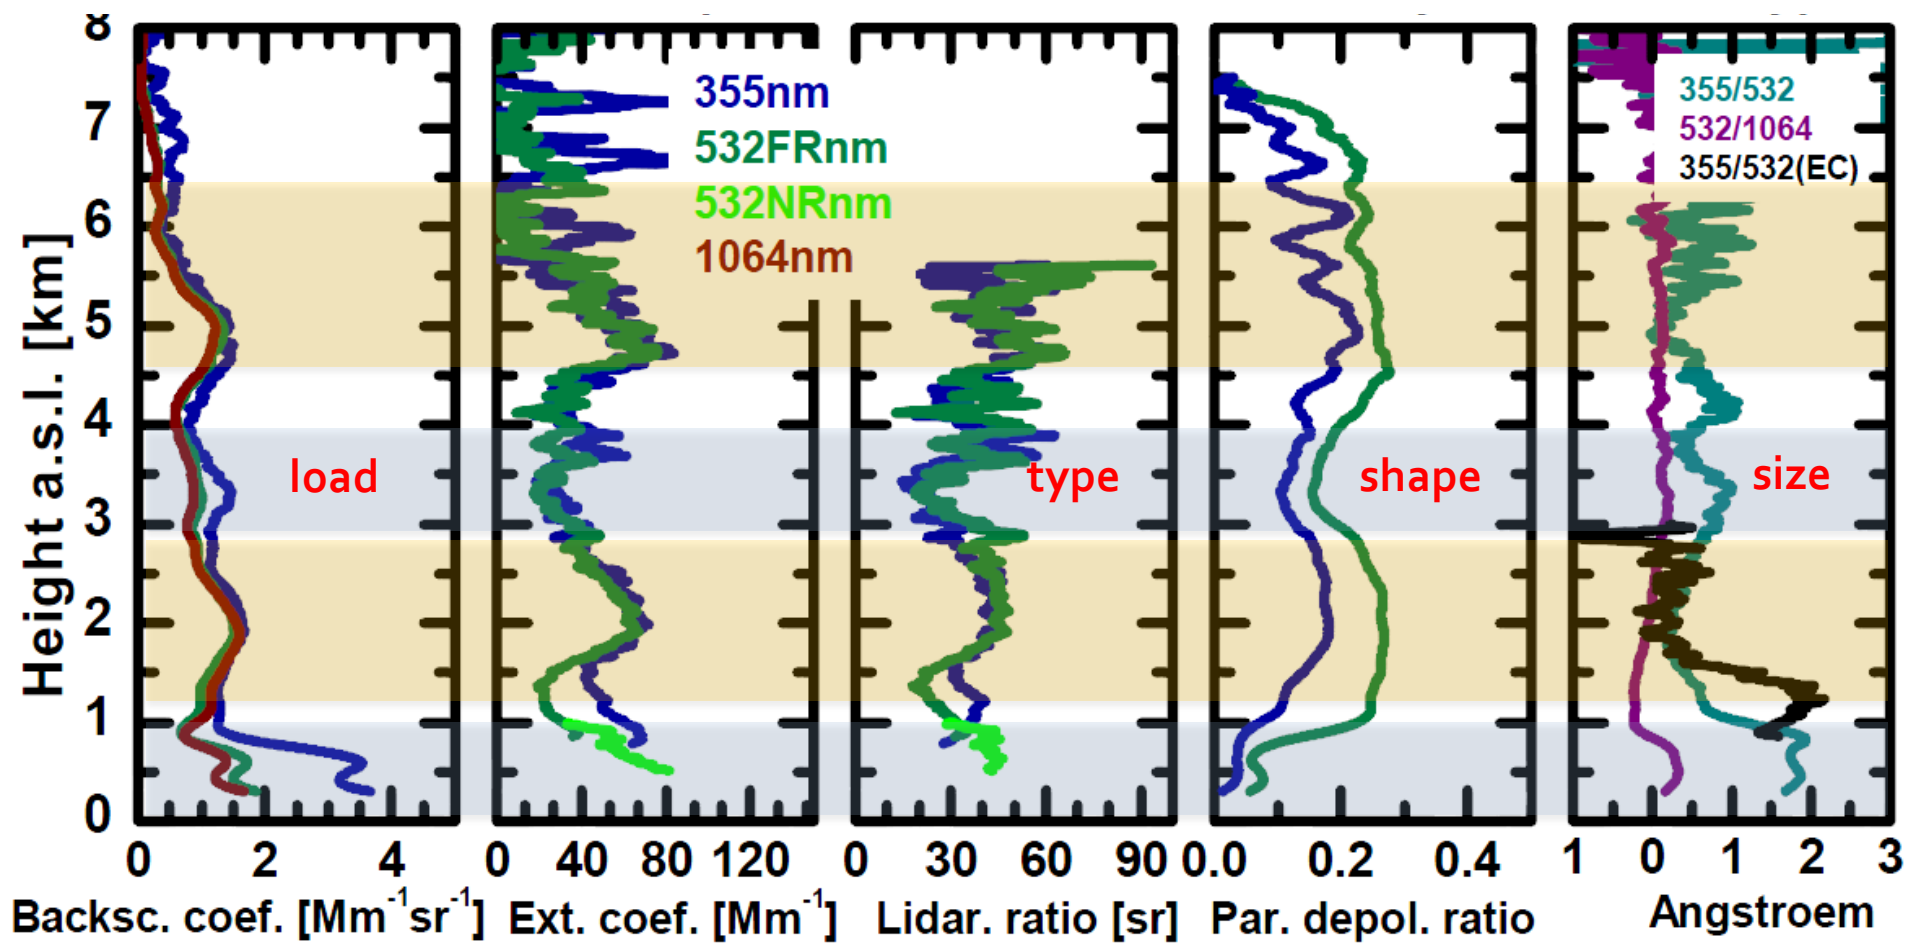 8
7
6
5
4
3
2
1
0
Height a.s.l. [km]
355nm
532FRnm
532NRnm
1064nm
355/532
532/1064
355/532(EC)
load
type
shape
size
0 2 4
0 40 80 120
0 30 60 90
0.0 0.2 0.4
1 0 1 2 3
Backsc. coef. [Mm⁻¹sr⁻¹]
Ext. coef. [Mm⁻¹]
Lidar. ratio [sr]
Par. depol. ratio
Angstroem